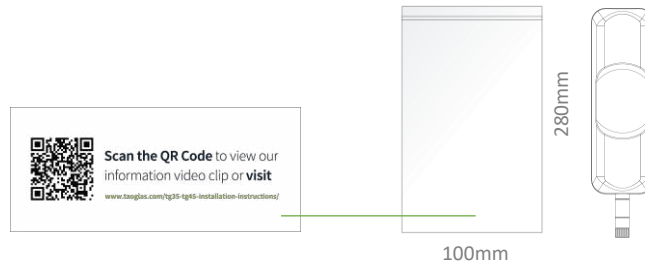 Scan the QR Code to view our
information video clip or visit
www.taoglas.com/tg35-tg45-installation-instructions/
280mm
100mm